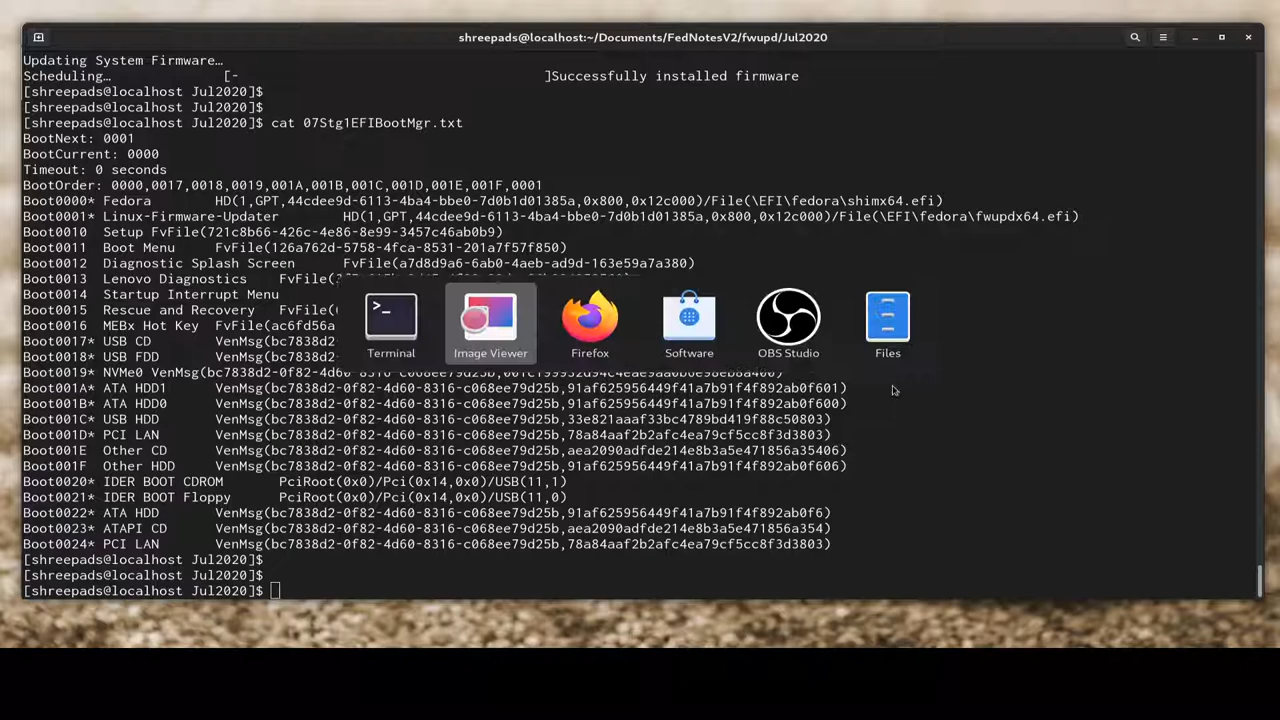 shreepads@localhost:~/Documents/FedNotesV2/fwupd/Jul2020
Updating System Firmware…
Scheduling… [- ]Successfully installed firmware
[shreepads@localhost Jul2020]$
[shreepads@localhost Jul2020]$
[shreepads@localhost Jul2020]$ cat 07Stg1EFIBootMgr.txt
BootNext: 0001
BootCurrent: 0000
Timeout: 0 seconds
BootOrder: 0000,0017,0018,0019,001A,001B,001C,001D,001E,001F,0001
Boot0000* Fedora HD(1,GPT,44cdee9d-6113-4ba4-bbe0-7d0b1d01385a,0x800,0x12c000)/File(\EFI\fedora\shimx64.efi)
Boot0001* Linux-Firmware-Updater HD(1,GPT,44cdee9d-6113-4ba4-bbe0-7d0b1d01385a,0x800,0x12c000)/File(\EFI\fedora\fwupdx64.efi)
Boot0010 Setup FvFile(721c8b66-426c-4e86-8e99-3457c46ab0b9)
Boot0011 Boot Menu FvFile(126a762d-5758-4fca-8531-201a7f57f850)
Boot0012 Diagnostic Splash Screen FvFile(a7d8d9a6-6ab0-4aeb-ad9d-163e59a7a380)
Boot0013 Lenovo Diagnostics FvFile(
Boot0014 Startup Interrupt Menu
Boot0015 Rescue and Recovery FvFile(
Boot0016 MEBx Hot Key FvFile(ac6fd56a
Boot0017* USB CD VenMsg(bc7838d
Boot0018* USB FDD VenMsg(bc7838d
Boot0019* NVMe0 VenMsg(bc7838d2-0f82-4d60-8316-c068ee79d25b,
Boot001A* ATA HDD1 VenMsg(bc7838d2-0f82-4d60-8316-c068ee79d25b,91af625956449f41a7b91f4f892ab0f601)
Boot001B* ATA HDD0 VenMsg(bc7838d2-0f82-4d60-8316-c068ee79d25b,91af625956449f41a7b91f4f892ab0f600)
Boot001C* USB HDD VenMsg(bc7838d2-0f82-4d60-8316-c068ee79d25b,33e821aaaf33bc4789bd419f88c50803)
Boot001D* PCI LAN VenMsg(bc7838d2-0f82-4d60-8316-c068ee79d25b,78a84aaf2b2afc4ea79cf5cc8f3d3803)
Boot001E Other CD VenMsg(bc7838d2-0f82-4d60-8316-c068ee79d25b,aea2090adfde214e8b3a5e471856a35406)
Boot001F Other HDD VenMsg(bc7838d2-0f82-4d60-8316-c068ee79d25b,91af625956449f41a7b91f4f892ab0f606)
Boot0020* IDER BOOT CDROM PciRoot(0x0)/Pci(0x14,0x0)/USB(11,1)
Boot0021* IDER BOOT Floppy PciRoot(0x0)/Pci(0x14,0x0)/USB(11,0)
Boot0022* ATA HDD VenMsg(bc7838d2-0f82-4d60-8316-c068ee79d25b,91af625956449f41a7b91f4f892ab0f6)
Boot0023* ATAPI CD VenMsg(bc7838d2-0f82-4d60-8316-c068ee79d25b,aea2090adfde214e8b3a5e471856a354)
Boot0024* PCI LAN VenMsg(bc7838d2-0f82-4d60-8316-c068ee79d25b,78a84aaf2b2afc4ea79cf5cc8f3d3803)
[shreepads@localhost Jul2020]$
[shreepads@localhost Jul2020]$
[shreepads@localhost Jul2020]$
Terminal Image Viewer Firefox Software OBS Studio Files